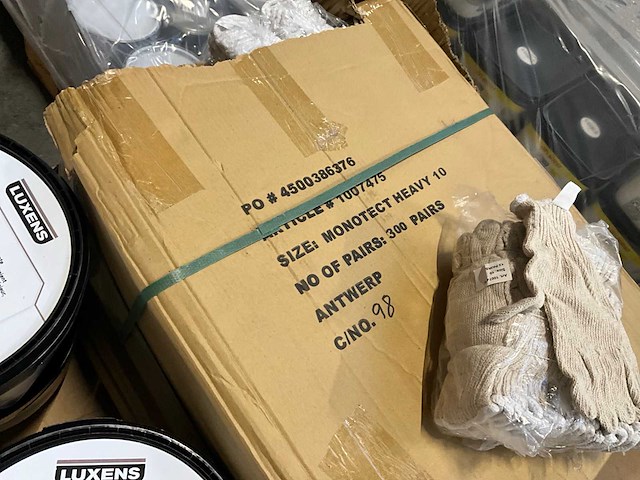 LUXENS
PO # 4500386376
ARTICLE # 1007475
SIZE: MONOTECT HEAVY 10
NO OF PAIRS: 300 PAIRS
ANTWERP
C/NO. 98
LUXENS